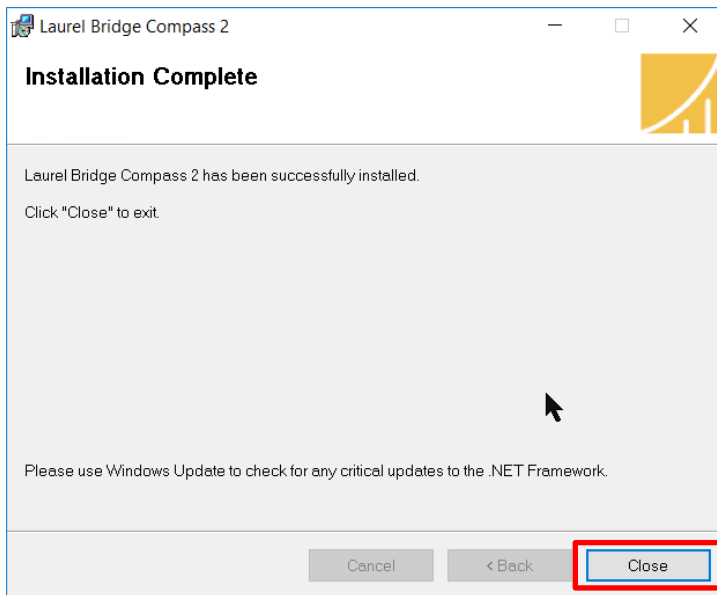 Laurel Bridge Compass 2
Installation Complete
Laurel Bridge Compass 2 has been successfully installed.
Click "Close" to exit.
Please use Windows Update to check for any critical updates to the .NET Framework.
Cancel
< Back
Close